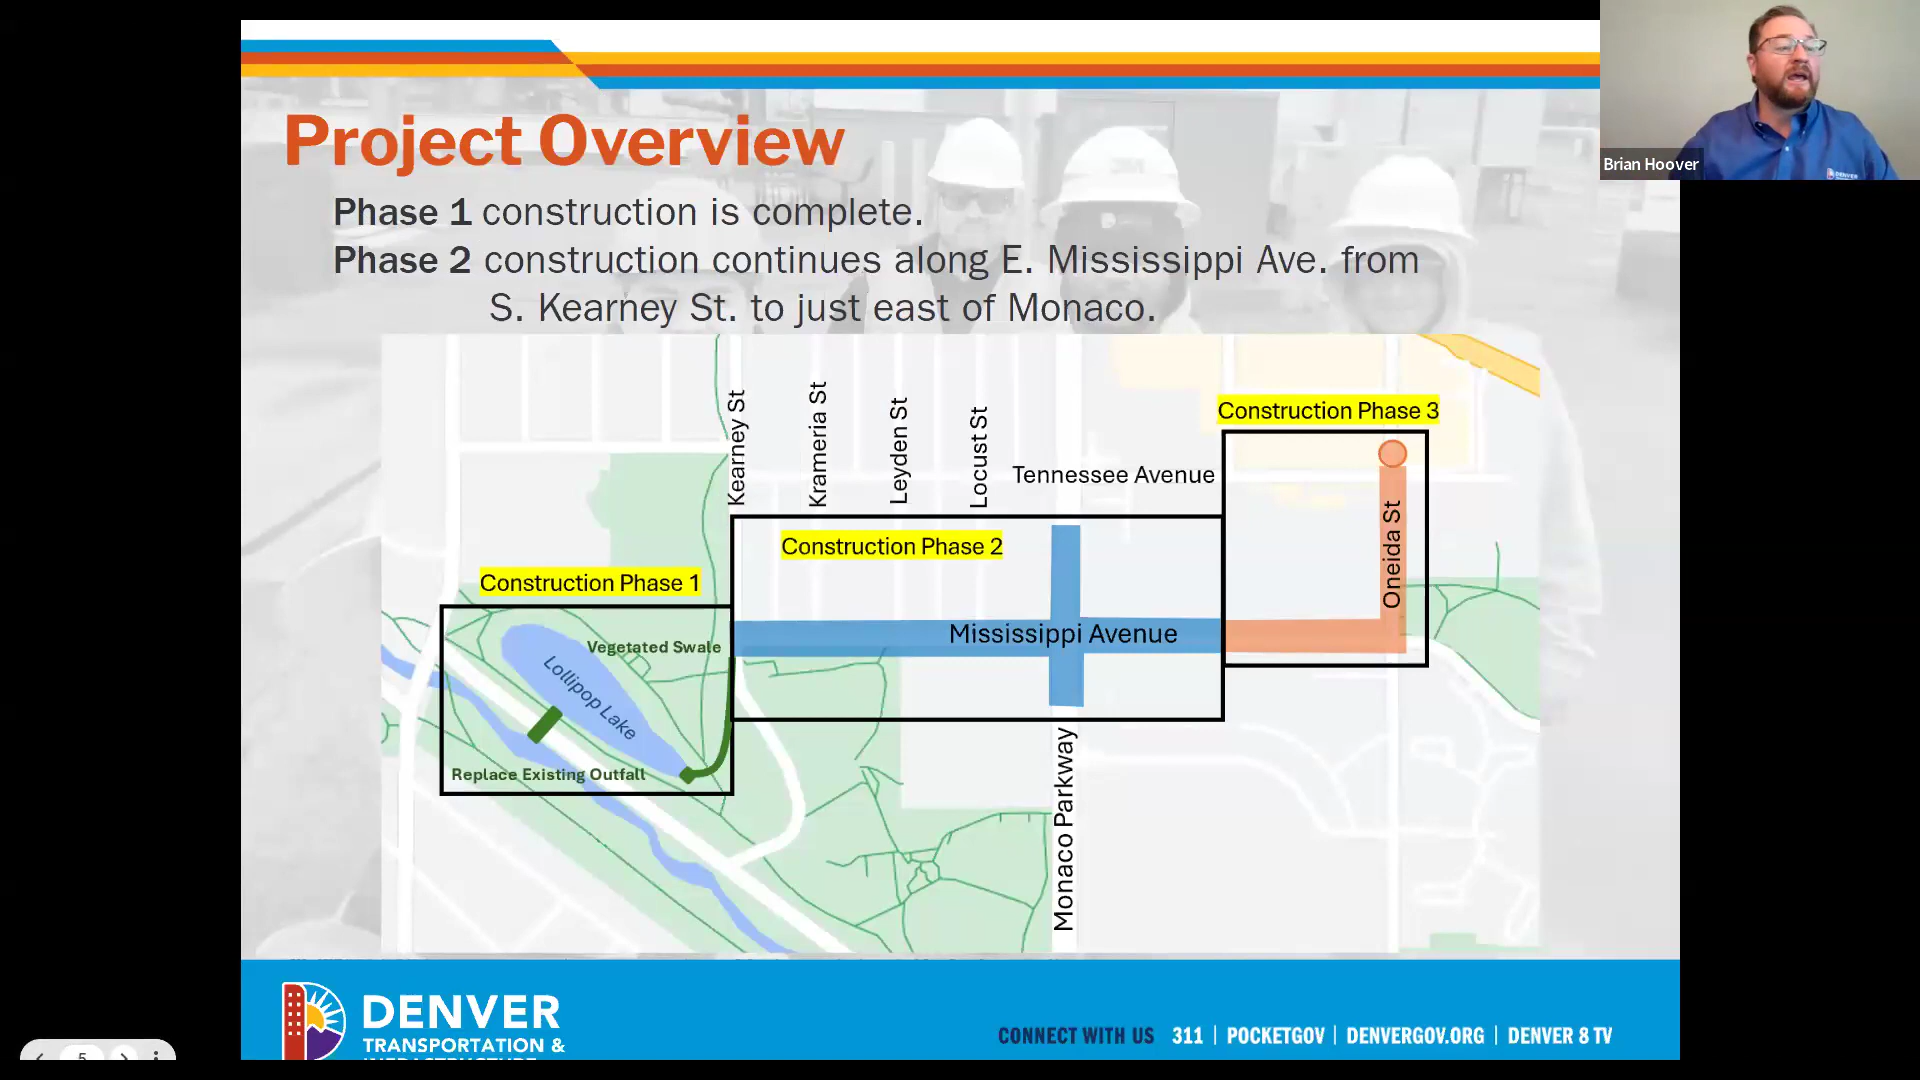 Project Overview
Brian Hoover
Phase 1 construction is complete.
Phase 2 construction continues along E. Mississippi Ave. from
S. Kearney St. to just east of Monaco.
Kearney St
Krameria St
Leyden St
Locust St
Tennessee Avenue
Construction Phase 3
Oneida St
Construction Phase 2
Construction Phase 1
Mississippi Avenue
Vegetated Swale
Lollipop Lake
Replace Existing Outfall
Monaco Parkway
DENVER
TRANSPORTATION &
INFRASTRUCTURE
CONNECT WITH US 311 | POCKETGOV | DENVERGOV.ORG | DENVER 8 TV
DENVER
5